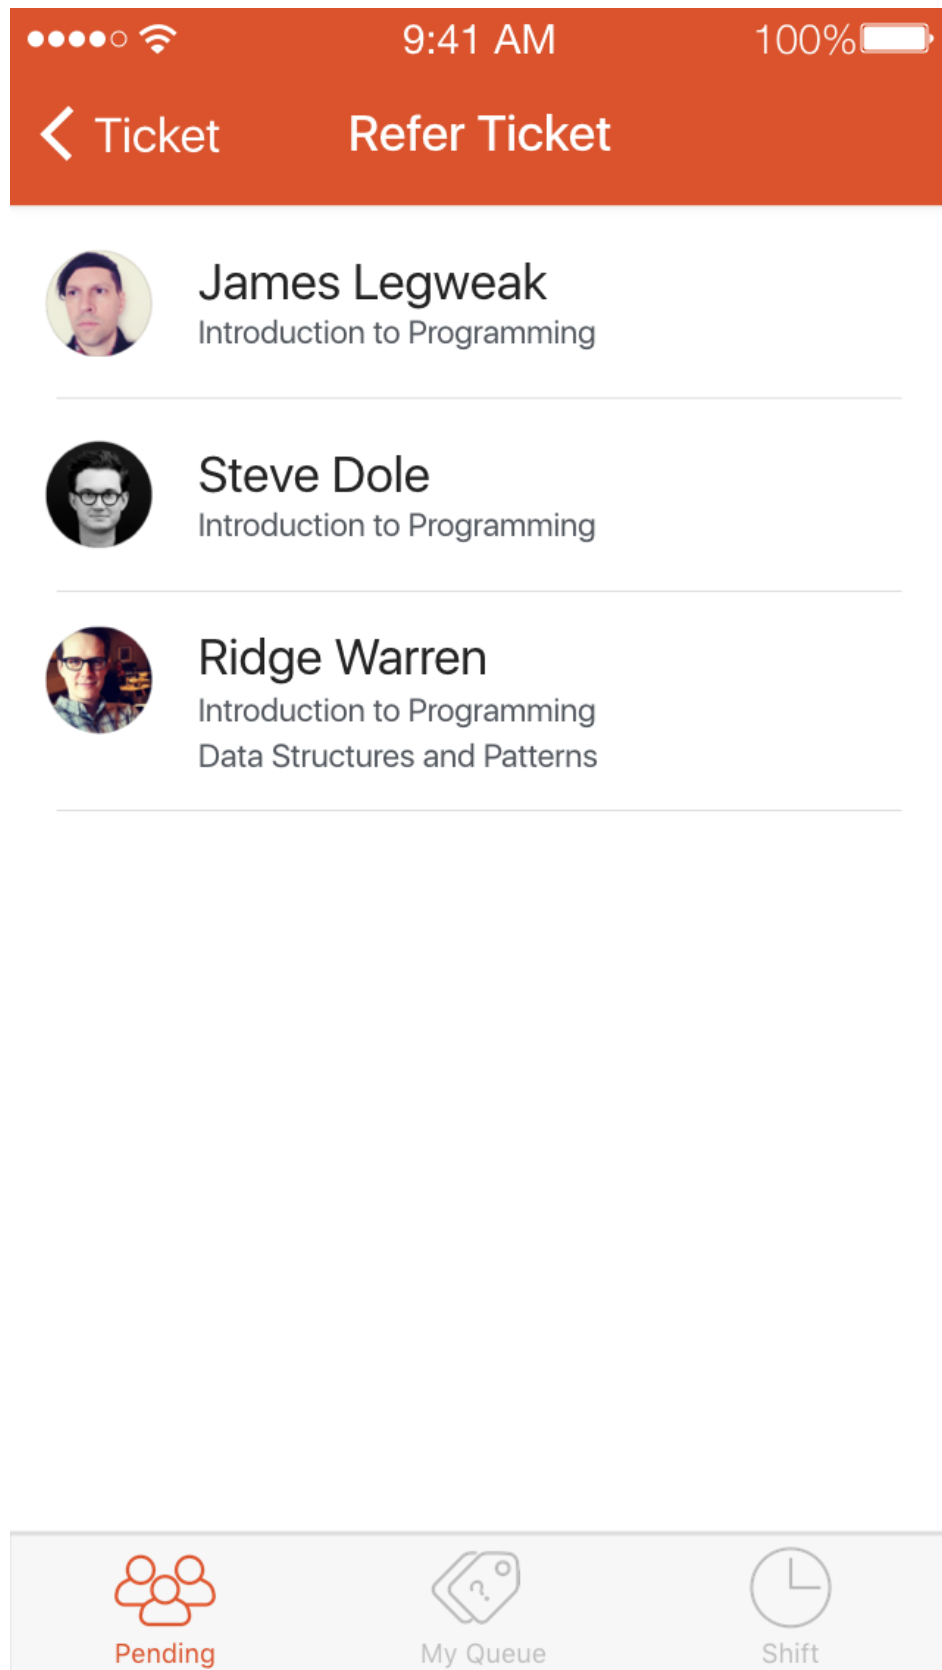 9:41 AM 100%
Ticket Refer Ticket
James Legweak
Introduction to Programming
Steve Dole
Introduction to Programming
Ridge Warren
Introduction to Programming
Data Structures and Patterns
?
Pending My Queue Shift